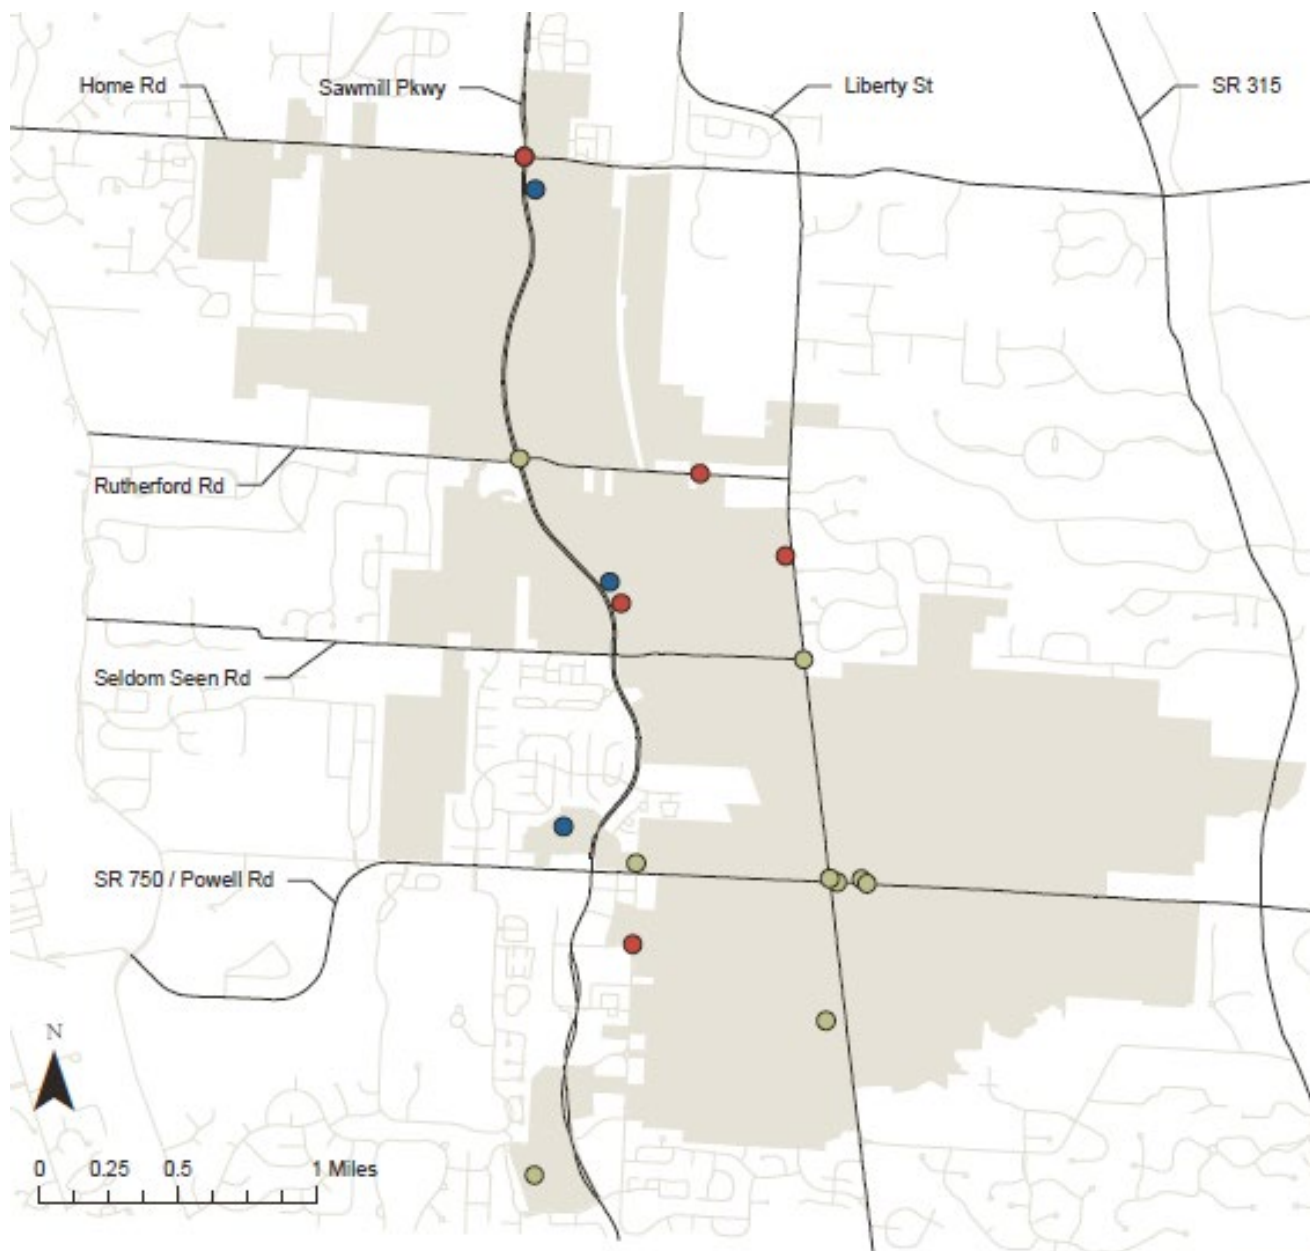 Home Rd
Sawmill Pkwy
Liberty St
SR 315
Rutherford Rd
Seldom Seen Rd
SR 750 / Powell Rd
N
0 0.25 0.5 1 Miles